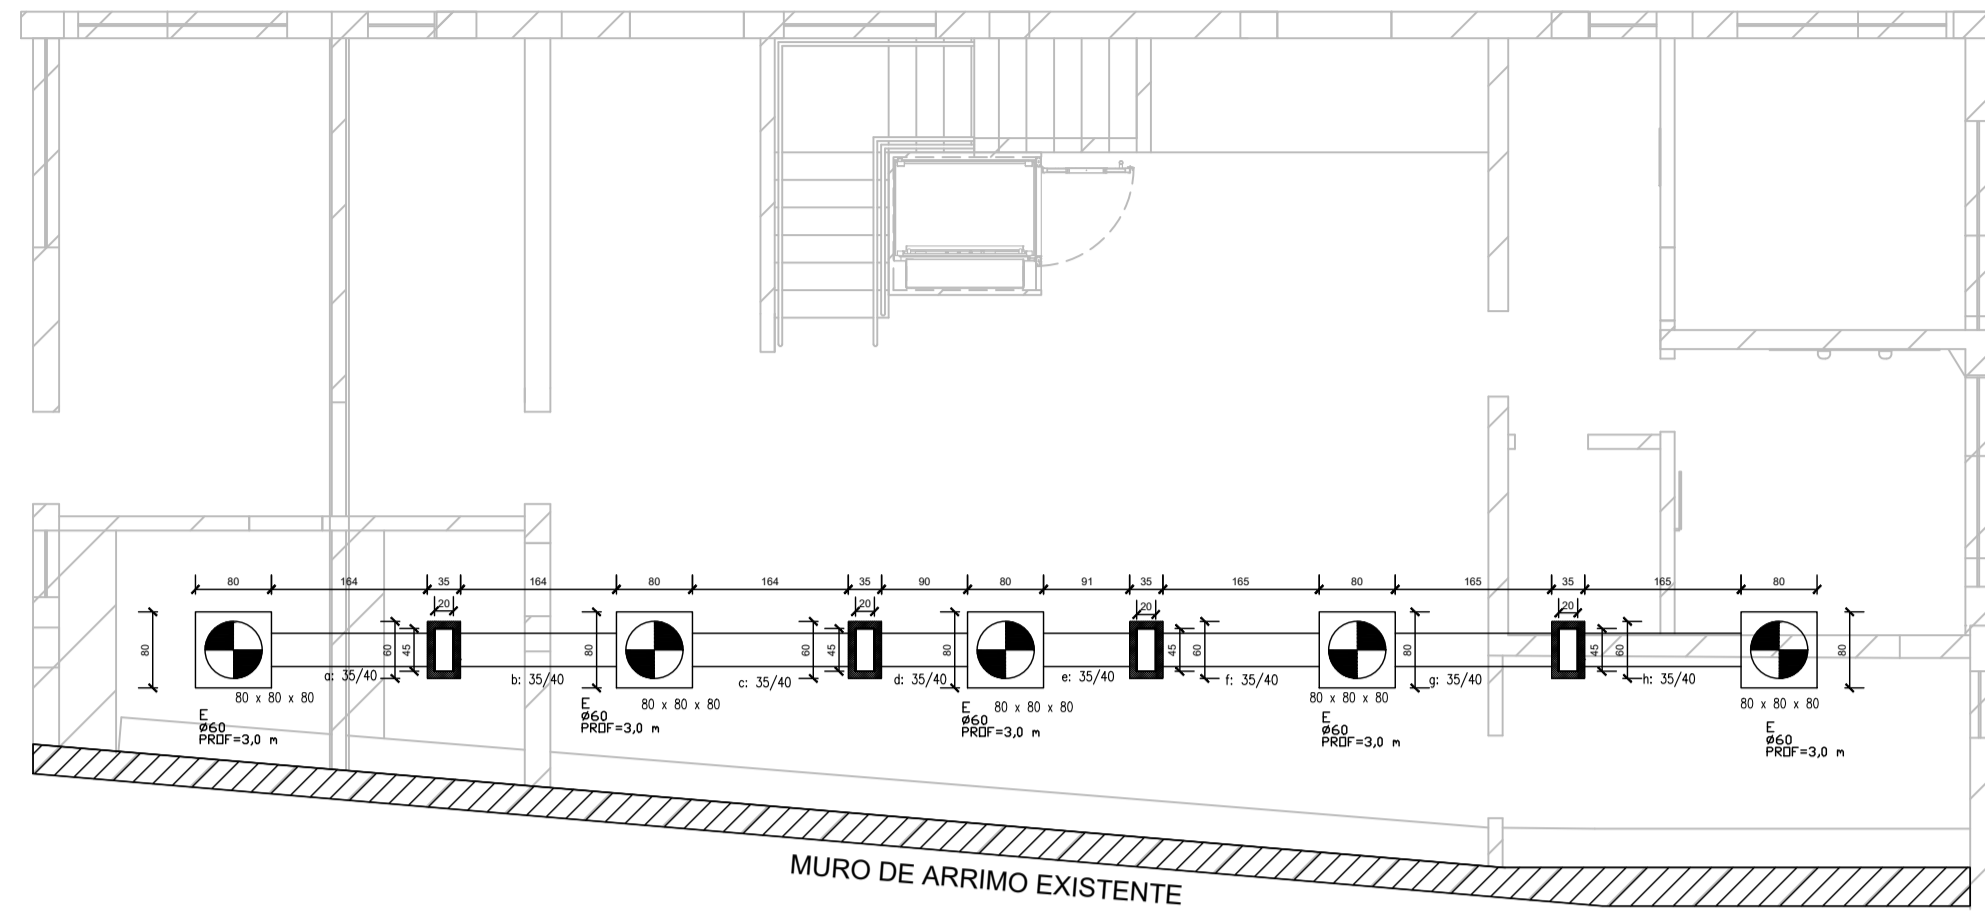 80 164 35 164 80 164 35 90 80 91 35 165 80 165 35 165 80
20 20 20 20
80 60 45 80 60 45 80 45 60 80 45 60 80
a: 35/40 b: 35/40 c: 35/40 d: 35/40 e: 35/40 f: 35/40 g: 35/40 h: 35/40
80 x 80 x 80
E
Ø60
PROF=3,0 m
80 x 80 x 80
E
Ø60
PROF=3,0 m
80 x 80 x 80
E
Ø60
PROF=3,0 m
80 x 80 x 80
E
Ø60
PROF=3,0 m
80 x 80 x 80
E
Ø60
PROF=3,0 m
MURO DE ARRIMO EXISTENTE